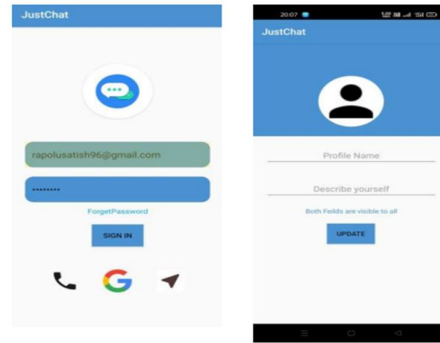 JustChat
rapolusatish96@gmail.com
ForgetPassword
SIGN IN
20:07
JustChat
Profile Name
Describe yourself
Both Fields are visible to all
UPDATE